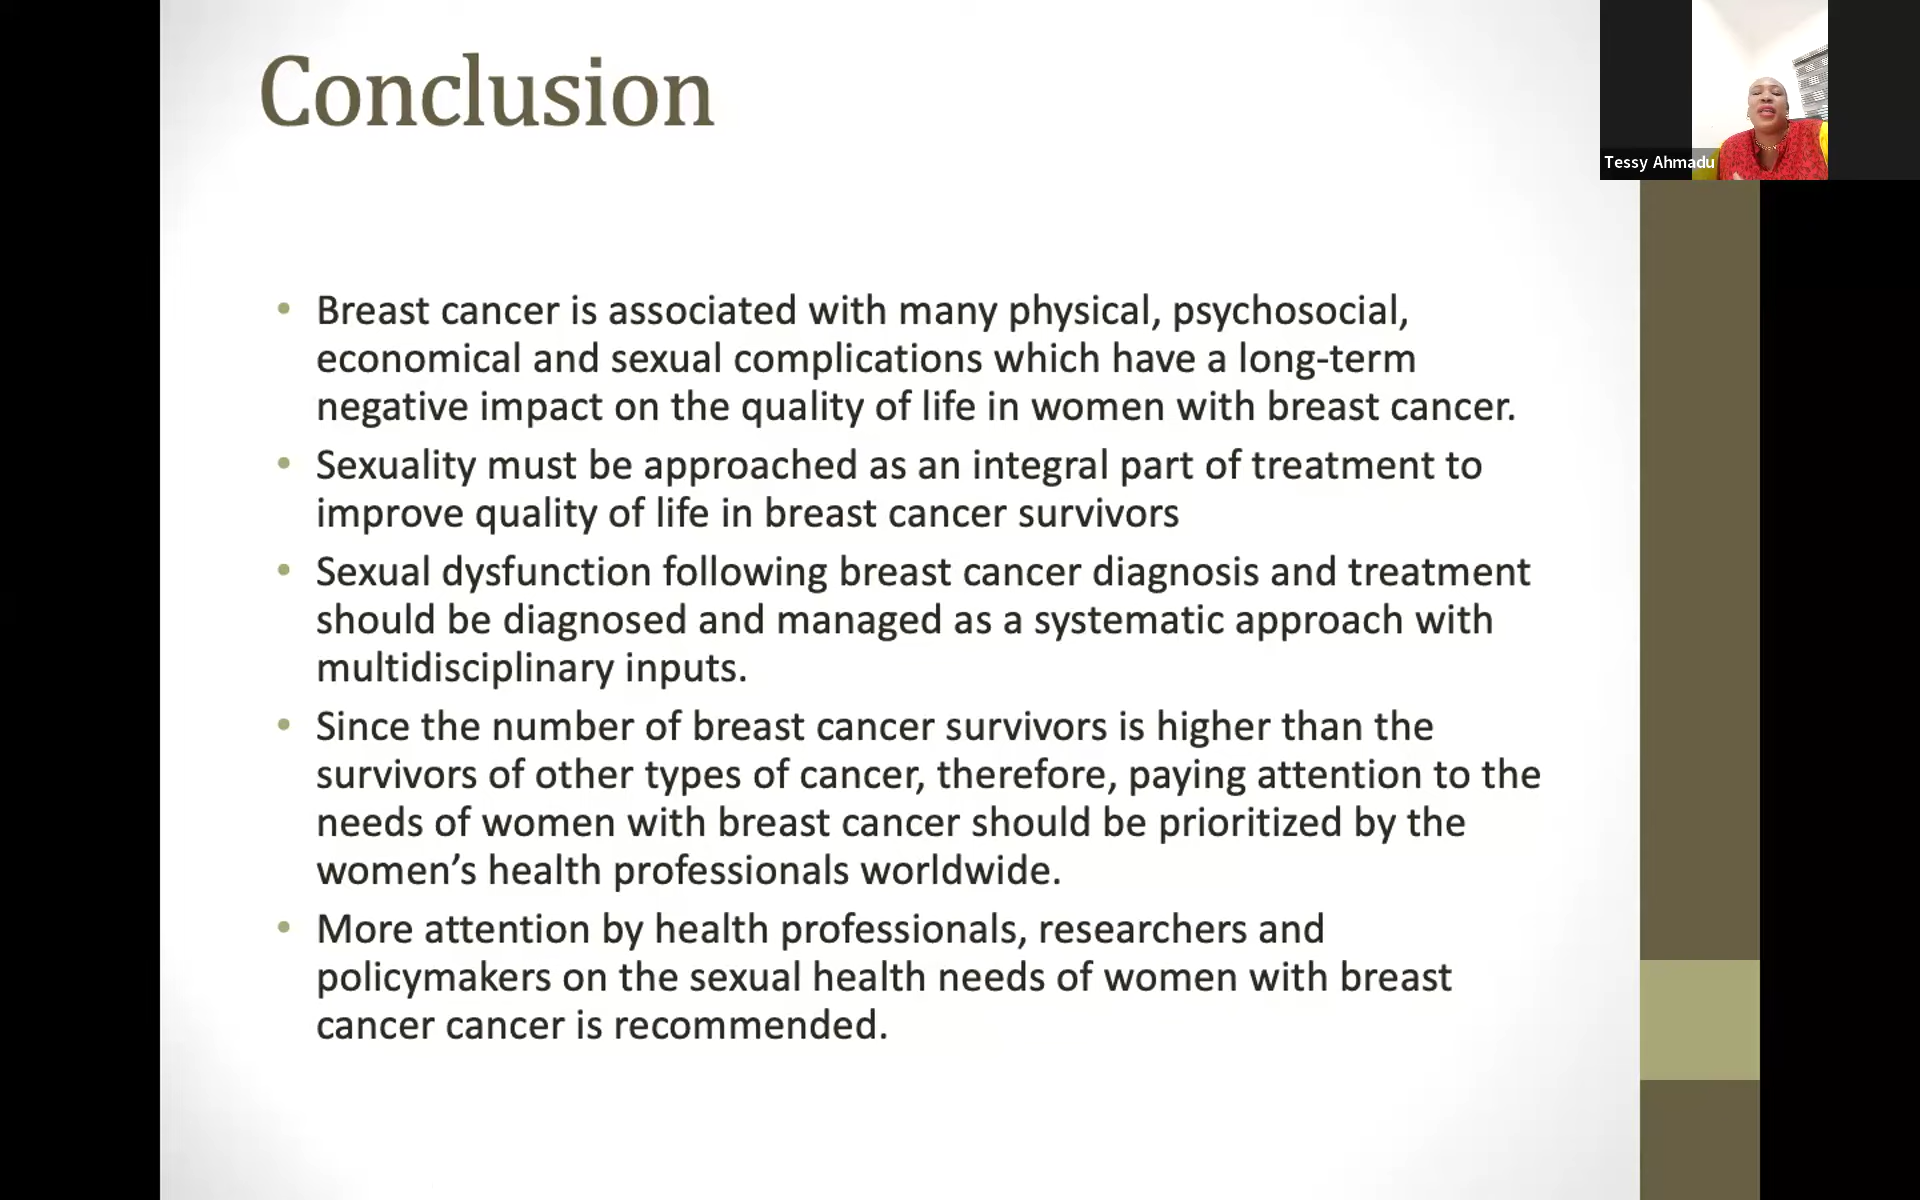 Conclusion
Tessy Ahmadu
• Breast cancer is associated with many physical, psychosocial,
economical and sexual complications which have a long-term
negative impact on the quality of life in women with breast cancer.
• Sexuality must be approached as an integral part of treatment to
improve quality of life in breast cancer survivors
• Sexual dysfunction following breast cancer diagnosis and treatment
should be diagnosed and managed as a systematic approach with
multidisciplinary inputs.
• Since the number of breast cancer survivors is higher than the
survivors of other types of cancer, therefore, paying attention to the
needs of women with breast cancer should be prioritized by the
women’s health professionals worldwide.
• More attention by health professionals, researchers and
policymakers on the sexual health needs of women with breast
cancer cancer is recommended.